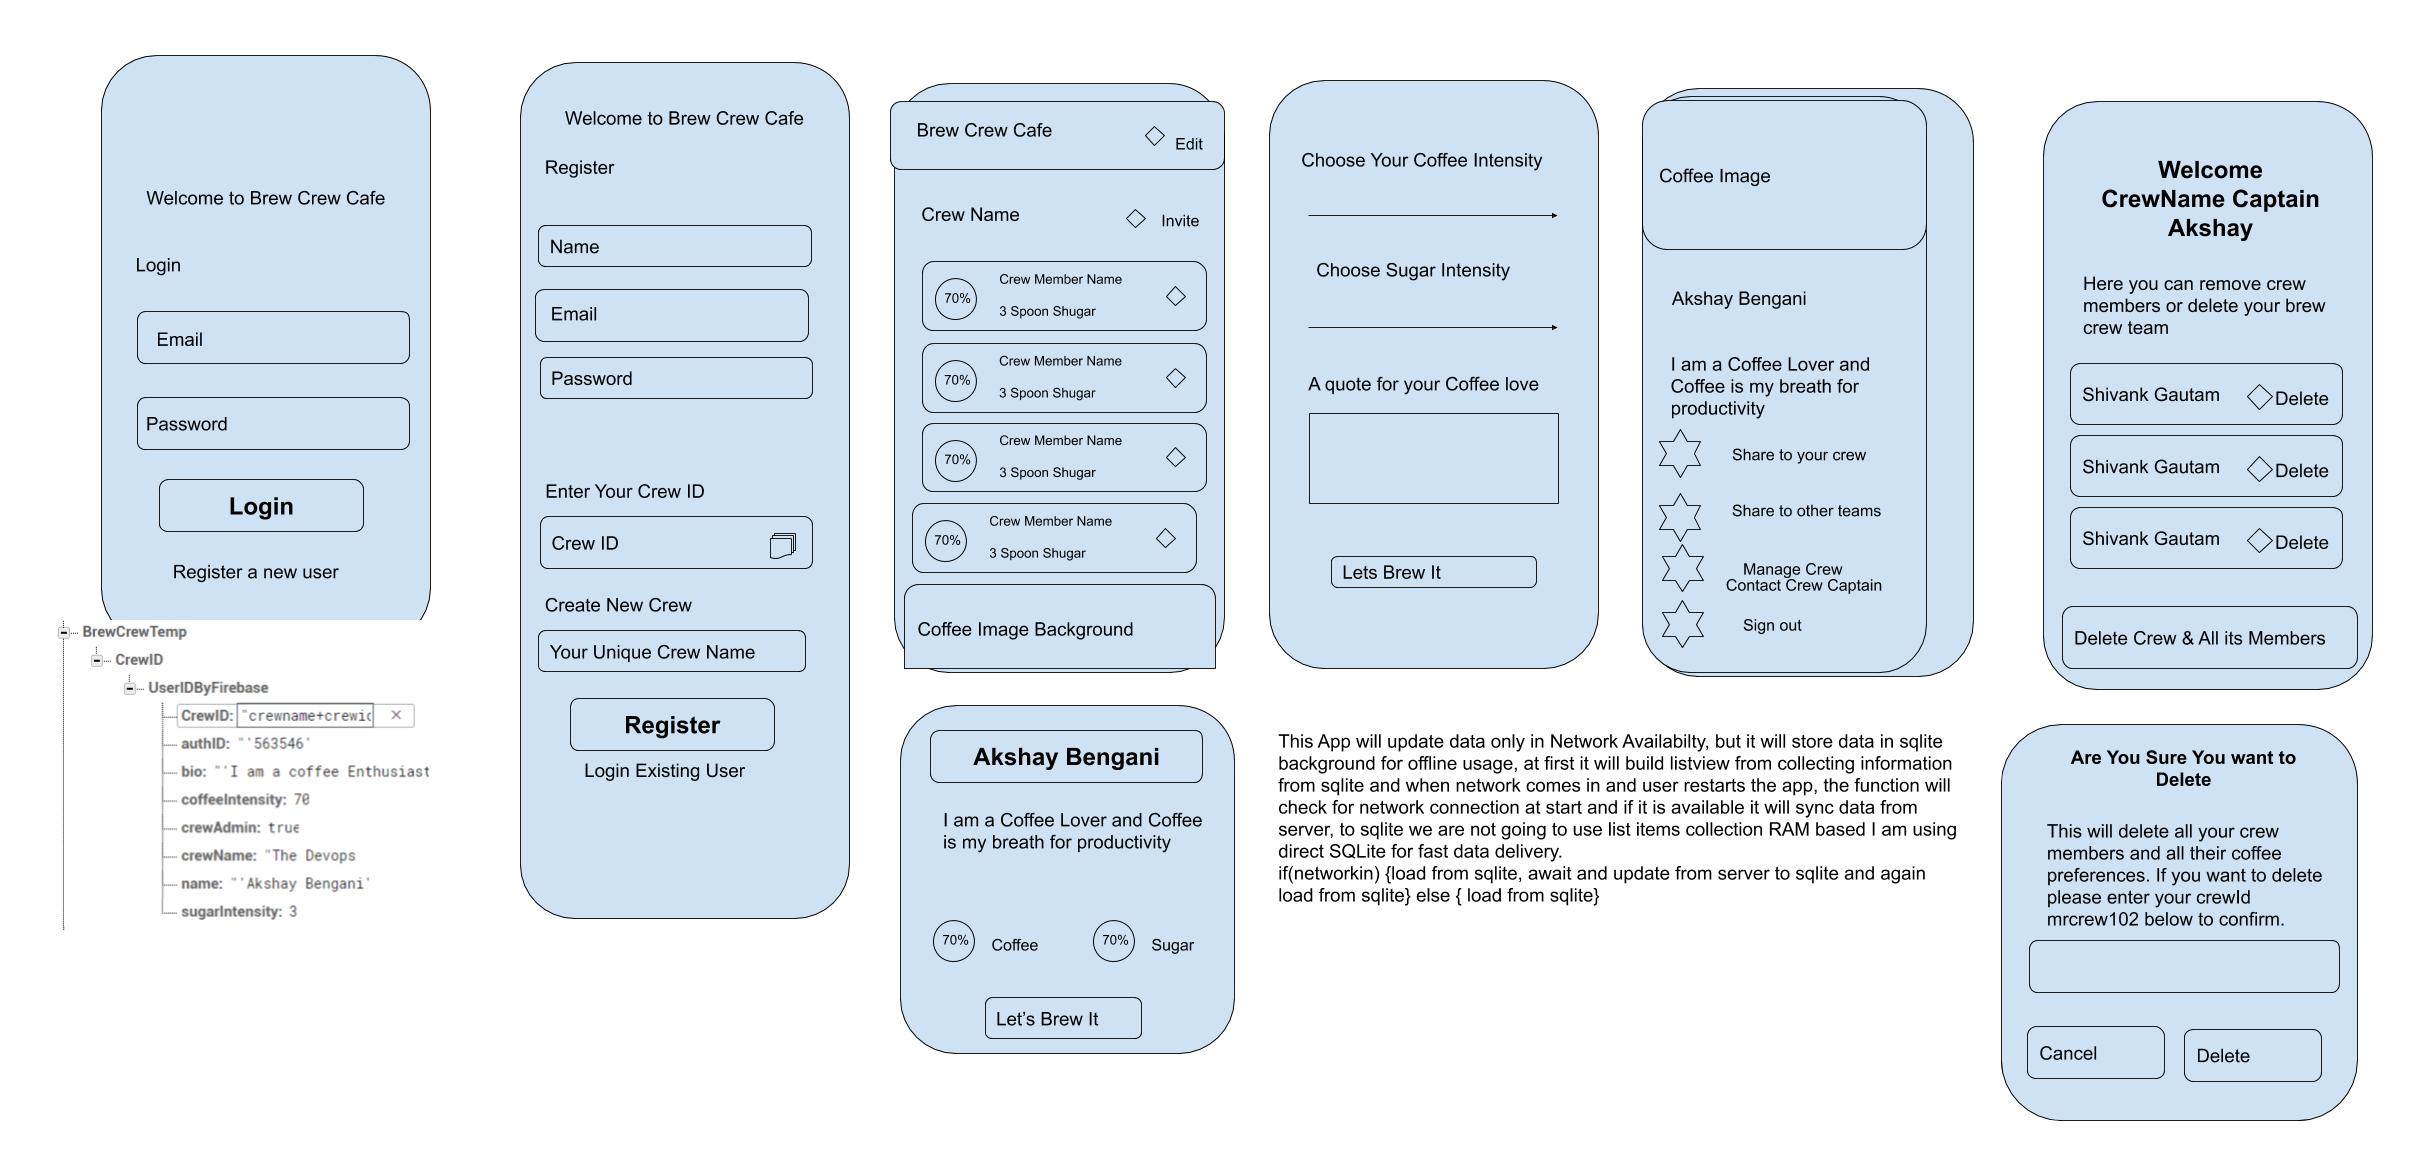 Welcome to Brew Crew Cafe
Login
Email
Password
Login
Register a new user
BrewCrewTemp
CrewID
UserIDByFirebase
CrewID: "crewname+crewid
authID: "'563546'
bio: "'I am a coffee Enthusiast
coffeeIntensity: 70
crewAdmin: true
crewName: "The Devops
name: "'Akshay Bengani'
sugarIntensity: 3
Welcome to Brew Crew Cafe
Register
Name
Email
Password
Enter Your Crew ID
Crew ID
Create New Crew
Your Unique Crew Name
Register
Login Existing User
Brew Crew Cafe
Edit
Crew Name
Invite
70%
Crew Member Name
3 Spoon Shugar
70%
Crew Member Name
3 Spoon Shugar
70%
Crew Member Name
3 Spoon Shugar
70%
Crew Member Name
3 Spoon Shugar
Coffee Image Background
Akshay Bengani
I am a Coffee Lover and Coffee
is my breath for productivity
70% Coffee
70% Sugar
Let's Brew It
Choose Your Coffee Intensity
Choose Sugar Intensity
A quote for your Coffee love
Lets Brew It
Coffee Image
Akshay Bengani
I am a Coffee Lover and
Coffee is my breath for
productivity
Share to your crew
Share to other teams
Manage Crew
Contact Crew Captain
Sign out
This App will update data only in Network Availabilty, but it will store data in sqlite
background for offline usage, at first it will build listview from collecting information
from sqlite and when network comes in and user restarts the app, the function will
check for network connection at start and if it is available it will sync data from
server, to sqlite we are not going to use list items collection RAM based I am using
direct SQLite for fast data delivery.
if(networkin) {load from sqlite, await and update from server to sqlite and again
load from sqlite} else { load from sqlite}
Welcome
CrewName Captain
Akshay
Here you can remove crew
members or delete your brew
crew team
Shivank Gautam Delete
Shivank Gautam Delete
Shivank Gautam Delete
Delete Crew & All its Members
Are You Sure You want to
Delete
This will delete all your crew
members and all their coffee
preferences. If you want to delete
please enter your crewId
mrcrew102 below to confirm.
Cancel
Delete